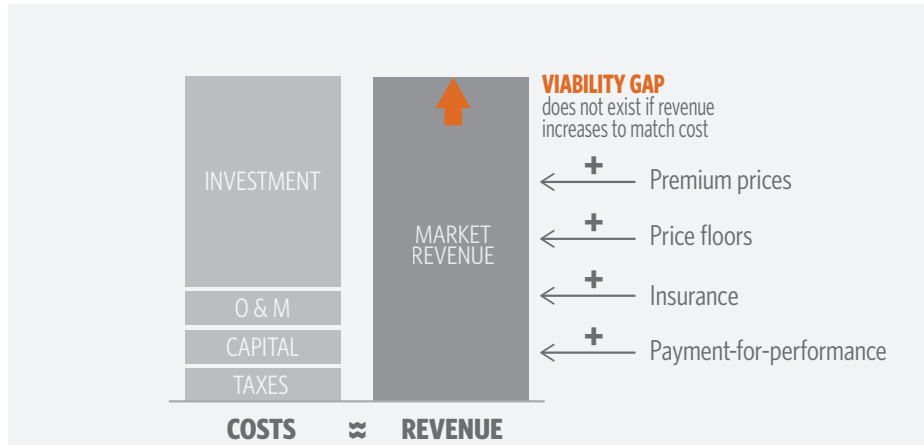 VIABILITY GAP
does not exist if revenue
increases to match cost
INVESTMENT
O & M
CAPITAL
TAXES
MARKET
REVENUE
+
Premium prices
+
Price floors
+
Insurance
+
Payment-for-performance
COSTS ≈ REVENUE